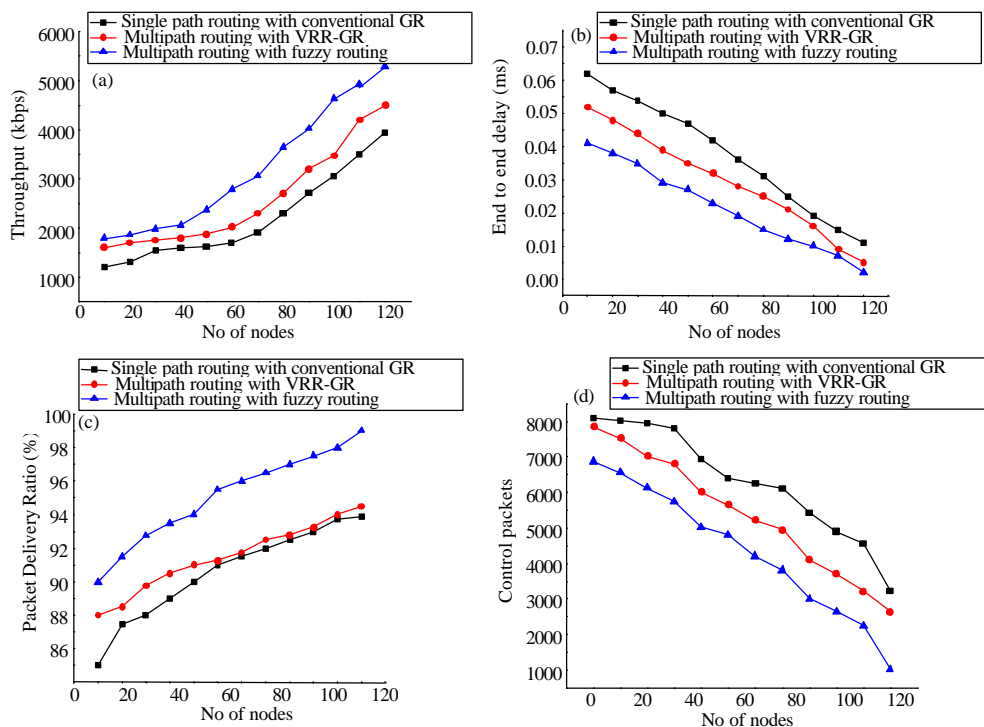 Single path routing with conventional GR
Multipath routing with VRR-GR
Multipath routing with fuzzy routing
(a)
6000
5000
4000
3000
2000
1000
Throughput (kbps)
0 20 40 60 80 100 120
No of nodes
Single path routing with conventional GR
Multipath routing with VRR-GR
Multipath routing with fuzzy routing
(b)
0.07
0.06
0.05
0.04
0.03
0.02
0.01
0.00
End to end delay (ms)
0 20 40 60 80 100 120
No of nodes
Single path routing with conventional GR
Multipath routing with VRR-GR
Multipath routing with fuzzy routing
(c)
100
98
96
94
92
90
88
86
Packet Delivery Ratio (%)
0 20 40 60 80 100 120
No of nodes
Single path routing with conventional GR
Multipath routing with VRR-GR
Multipath routing with fuzzy routing
(d)
8000
7000
6000
5000
4000
3000
2000
1000
Control packets
0 20 40 60 80 100 120
No of nodes